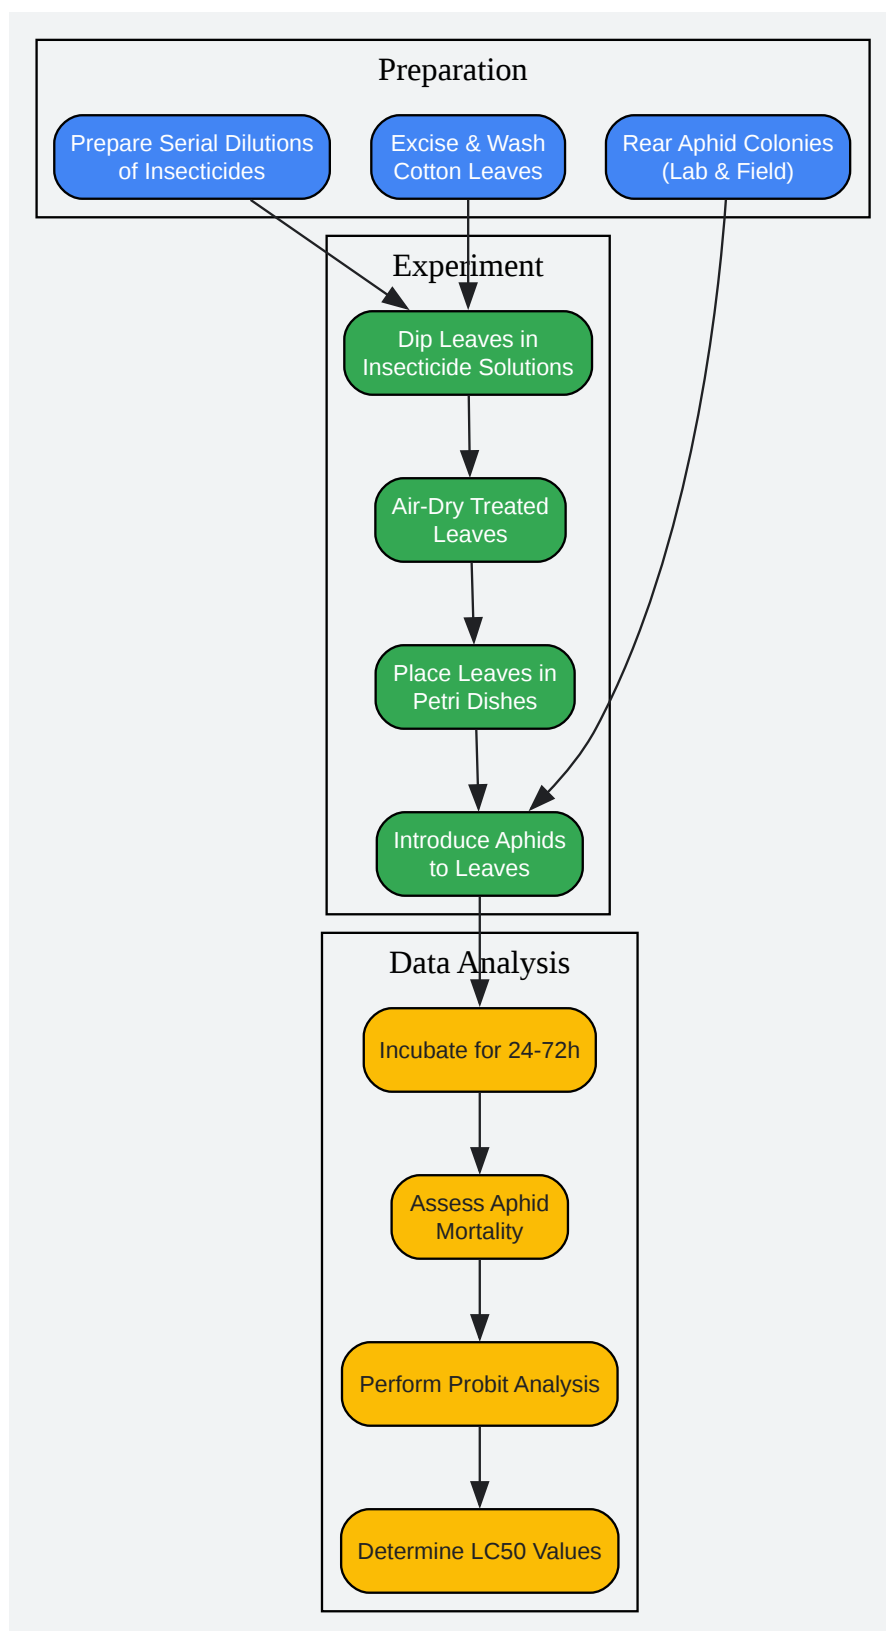 Preparation
Prepare Serial Dilutions
of Insecticides
Excise & Wash
Cotton Leaves
Rear Aphid Colonies
(Lab & Field)
Experiment
Dip Leaves in
Insecticide Solutions
Air-Dry Treated
Leaves
Place Leaves in
Petri Dishes
Introduce Aphids
to Leaves
Data Analysis
Incubate for 24-72h
Assess Aphid
Mortality
Perform Probit Analysis
Determine LC50 Values